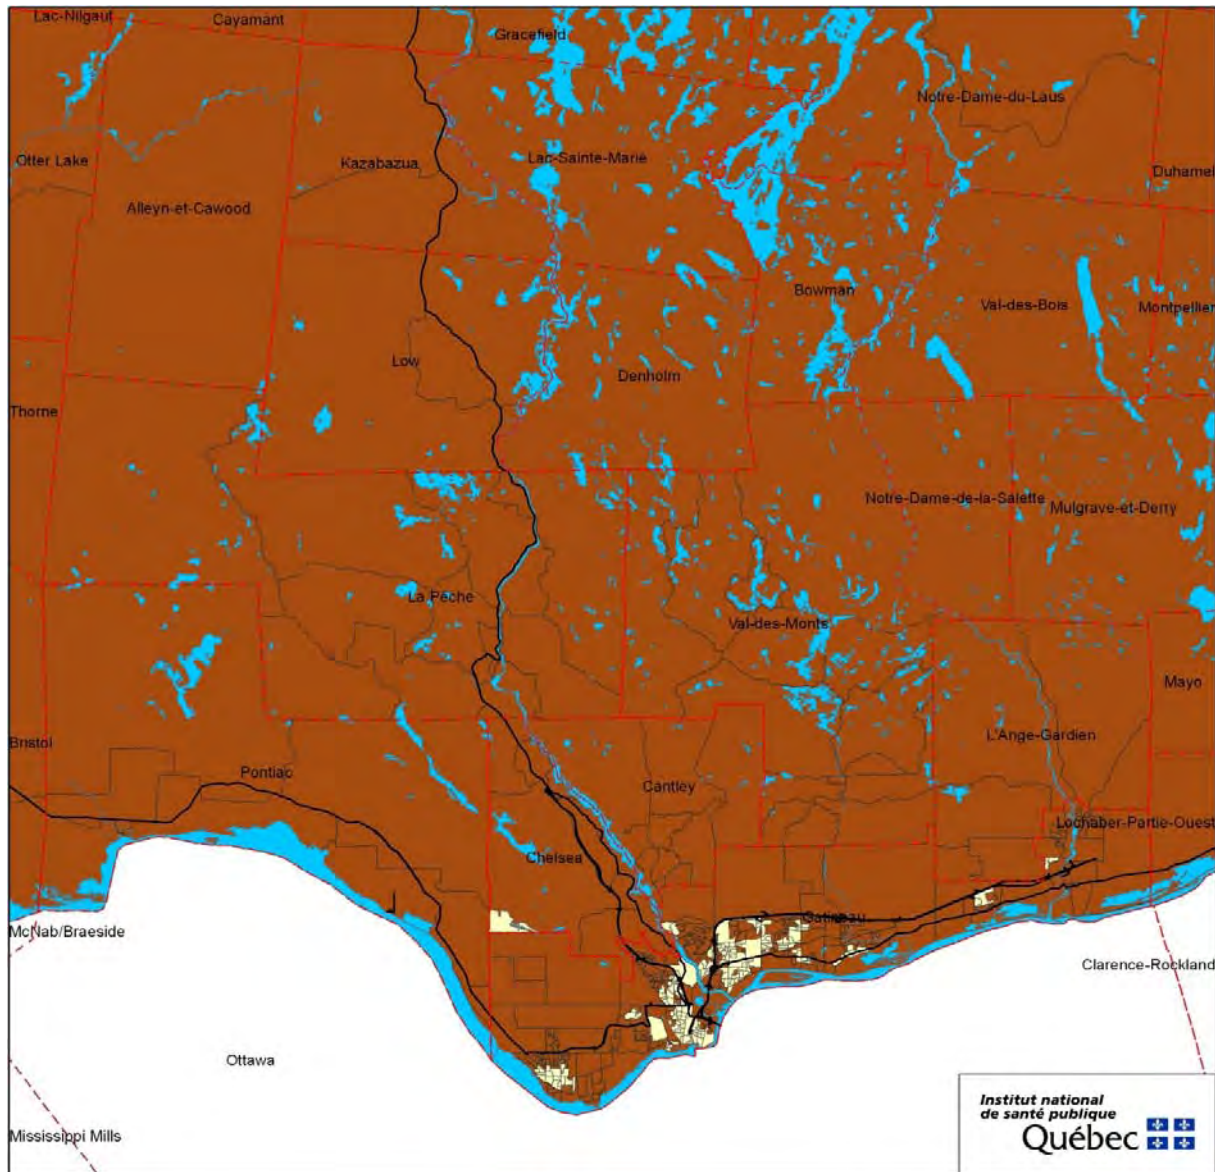 Lac-Nilgaut
Cayamant
Gracefield
Notre-Dame-du-Laus
Otter Lake
Kazabazua
Lac-Sainte-Marie
Duhamel
Alleyn-et-Cawood
Bowman
Val-des-Bois
Montpellier
Low
Denholm
Thorne
Notre-Dame-de-la-Salette
Mulgrave-et-Derry
La Pêche
Val-des-Monts
Mayo
Bristol
L'Ange-Gardien
Pontiac
Cantley
Lochaber-Partie-Ouest
Chelsea
Gatineau
McNab/Braeside
Clarence-Rockland
Ottawa
Mississippi Mills
Institut national
de santé publique
Québec